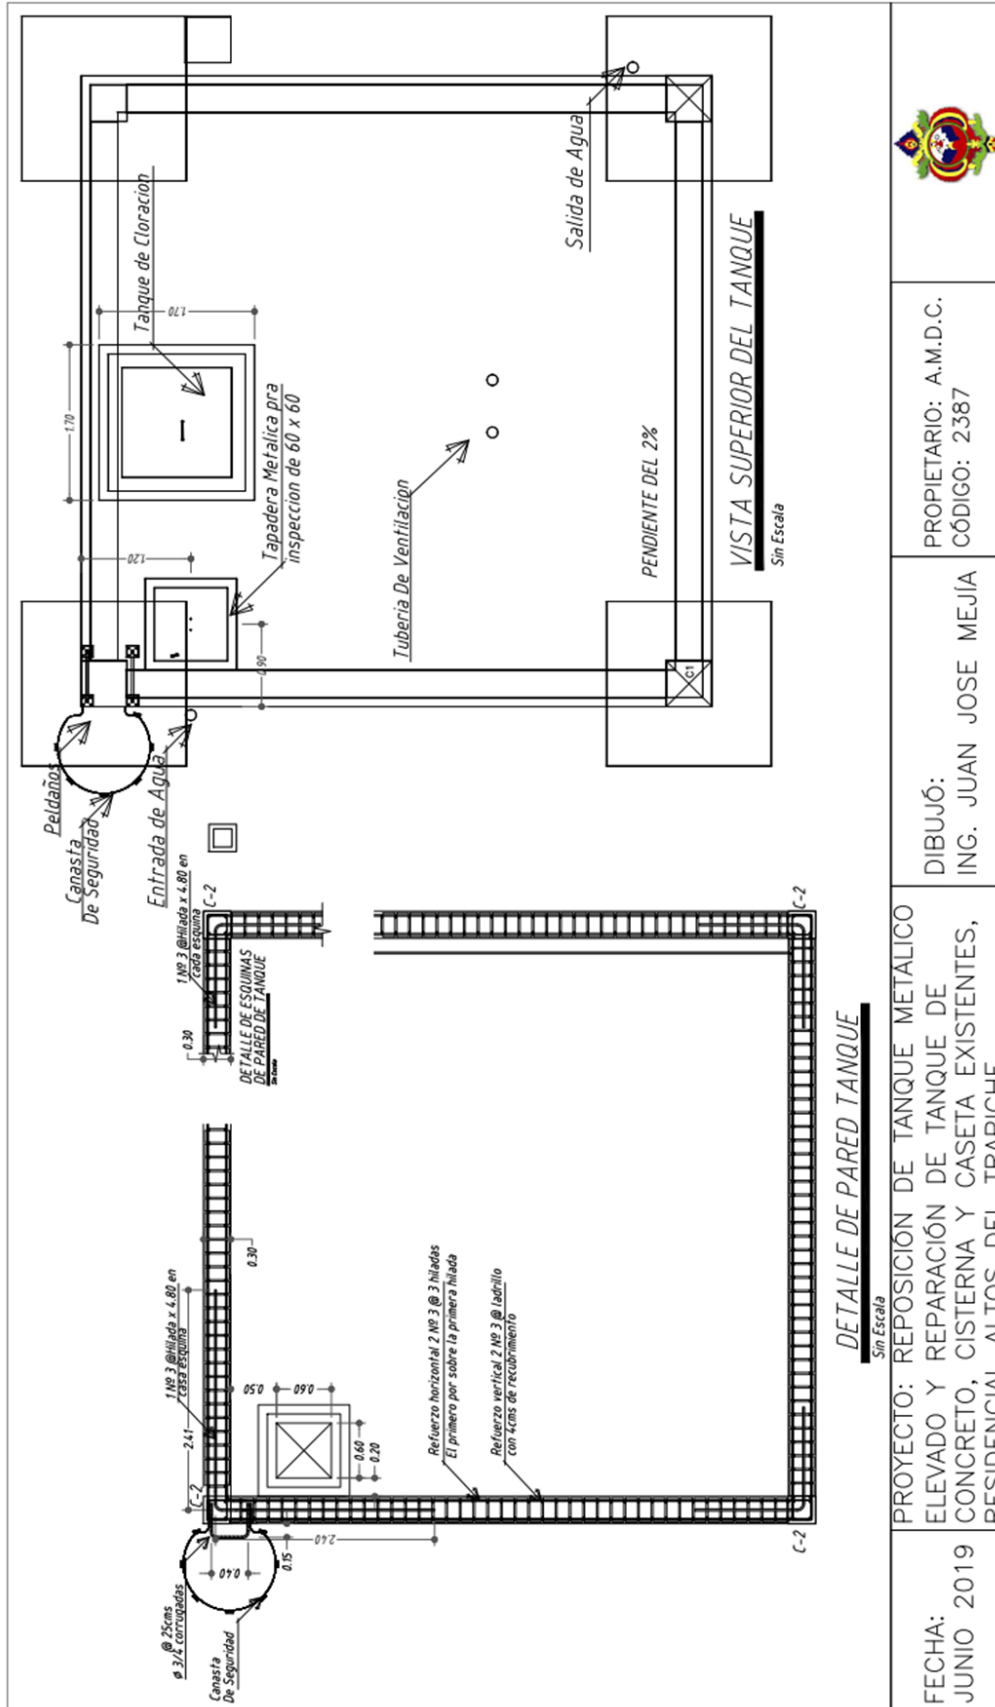 Peldaños
Canasta
De Seguridad
Entrada de Agua
Tanque de Cloracion
1.70
1.70
1.20
0.90
Tapadera Metalica pra
inspeccion de 60 x 60
Tuberia De Ventilacion
Salida de Agua
PENDIENTE DEL 2%
C1
VISTA SUPERIOR DEL TANQUE
Sin Escala
1 Nº 3 @Hilada x 4.80 en
cada esquina
C-2
0.30
DETALLE DE ESQUINAS
DE PARED DE TANQUE
Sin Escala
@ 25cms
ø 3/4 corrugadas
Canasta
De Seguridad
0.40
0.15
2.40
C-2
2.41
1 Nº 3 @Hilada x 4.80 en
casa esquina
0.30
0.50
0.60
0.60
0.20
Refuerzo horizontal 2 Nº 3 @ 3 hiladas
El primero por sobre la primera hilada
Refuerzo vertical 2 Nº 3 @ ladrillo
con 4cms de recubrimiento
C-2
C-2
DETALLE DE PARED TANQUE
Sin Escala
FECHA:
JUNIO 2019
PROYECTO: REPOSICIÓN DE TANQUE METÁLICO
ELEVADO Y REPARACIÓN DE TANQUE DE
CONCRETO, CISTERNA Y CASETA EXISTENTES,
RESIDENCIAL ALTOS DEL TRAPICHE
DIBUJÓ:
ING. JUAN JOSE MEJÍA
PROPIETARIO: A.M.D.C.
CÓDIGO: 2387